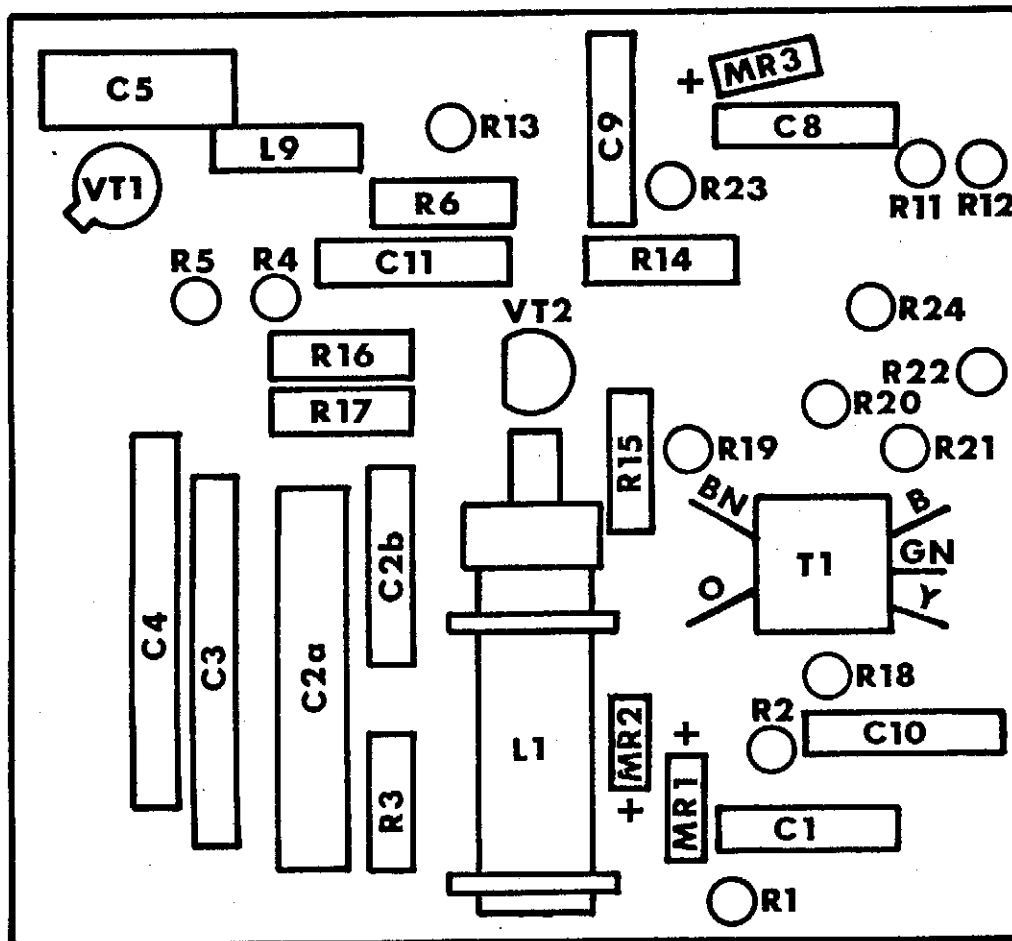 C5
L9
R13
C9
+
MR3
C8
VT1
R6
R23
R11
R12
R5
R4
C11
R14
VT2
R24
R16
R22
R17
R20
R15
R19
R21
BN
B
C2b
T1
GN
O
Y
C4
C3
C2a
R18
L1
MR2
+
R2
C10
+
R3
MR1
C1
R1